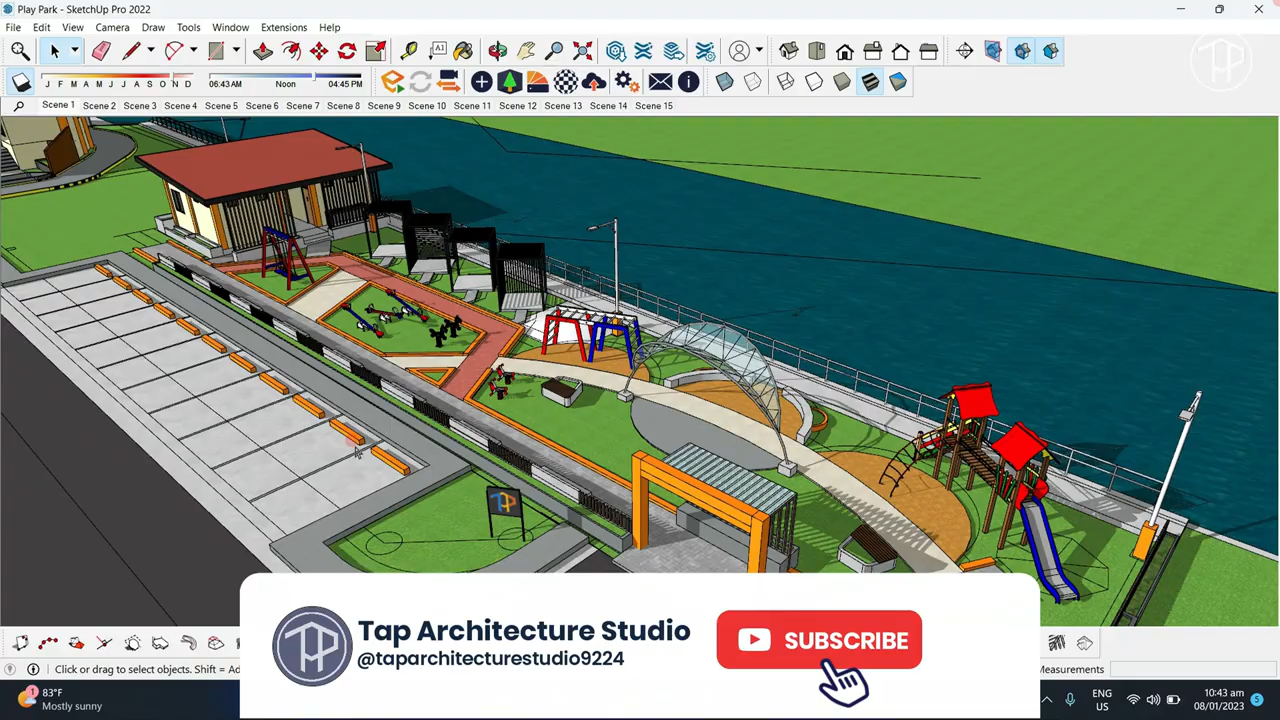 Play Park - SketchUp Pro 2022
File Edit View Camera Draw Tools Window Extensions Help
A1
J F M A M J J A S O N D 06:43 AM Noon 04:45 PM
Scene 1 Scene 2 Scene 3 Scene 4 Scene 5 Scene 6 Scene 7 Scene 8 Scene 9 Scene 10 Scene 11 Scene 12 Scene 13 Scene 14 Scene 15
Tap Architecture Studio
@taparchitecturestudio9224
SUBSCRIBE
Click or drag to select objects. Shift = Ad
Measurements
1
83°F
Mostly sunny
ENG
US
10:43 am
08/01/2023
5